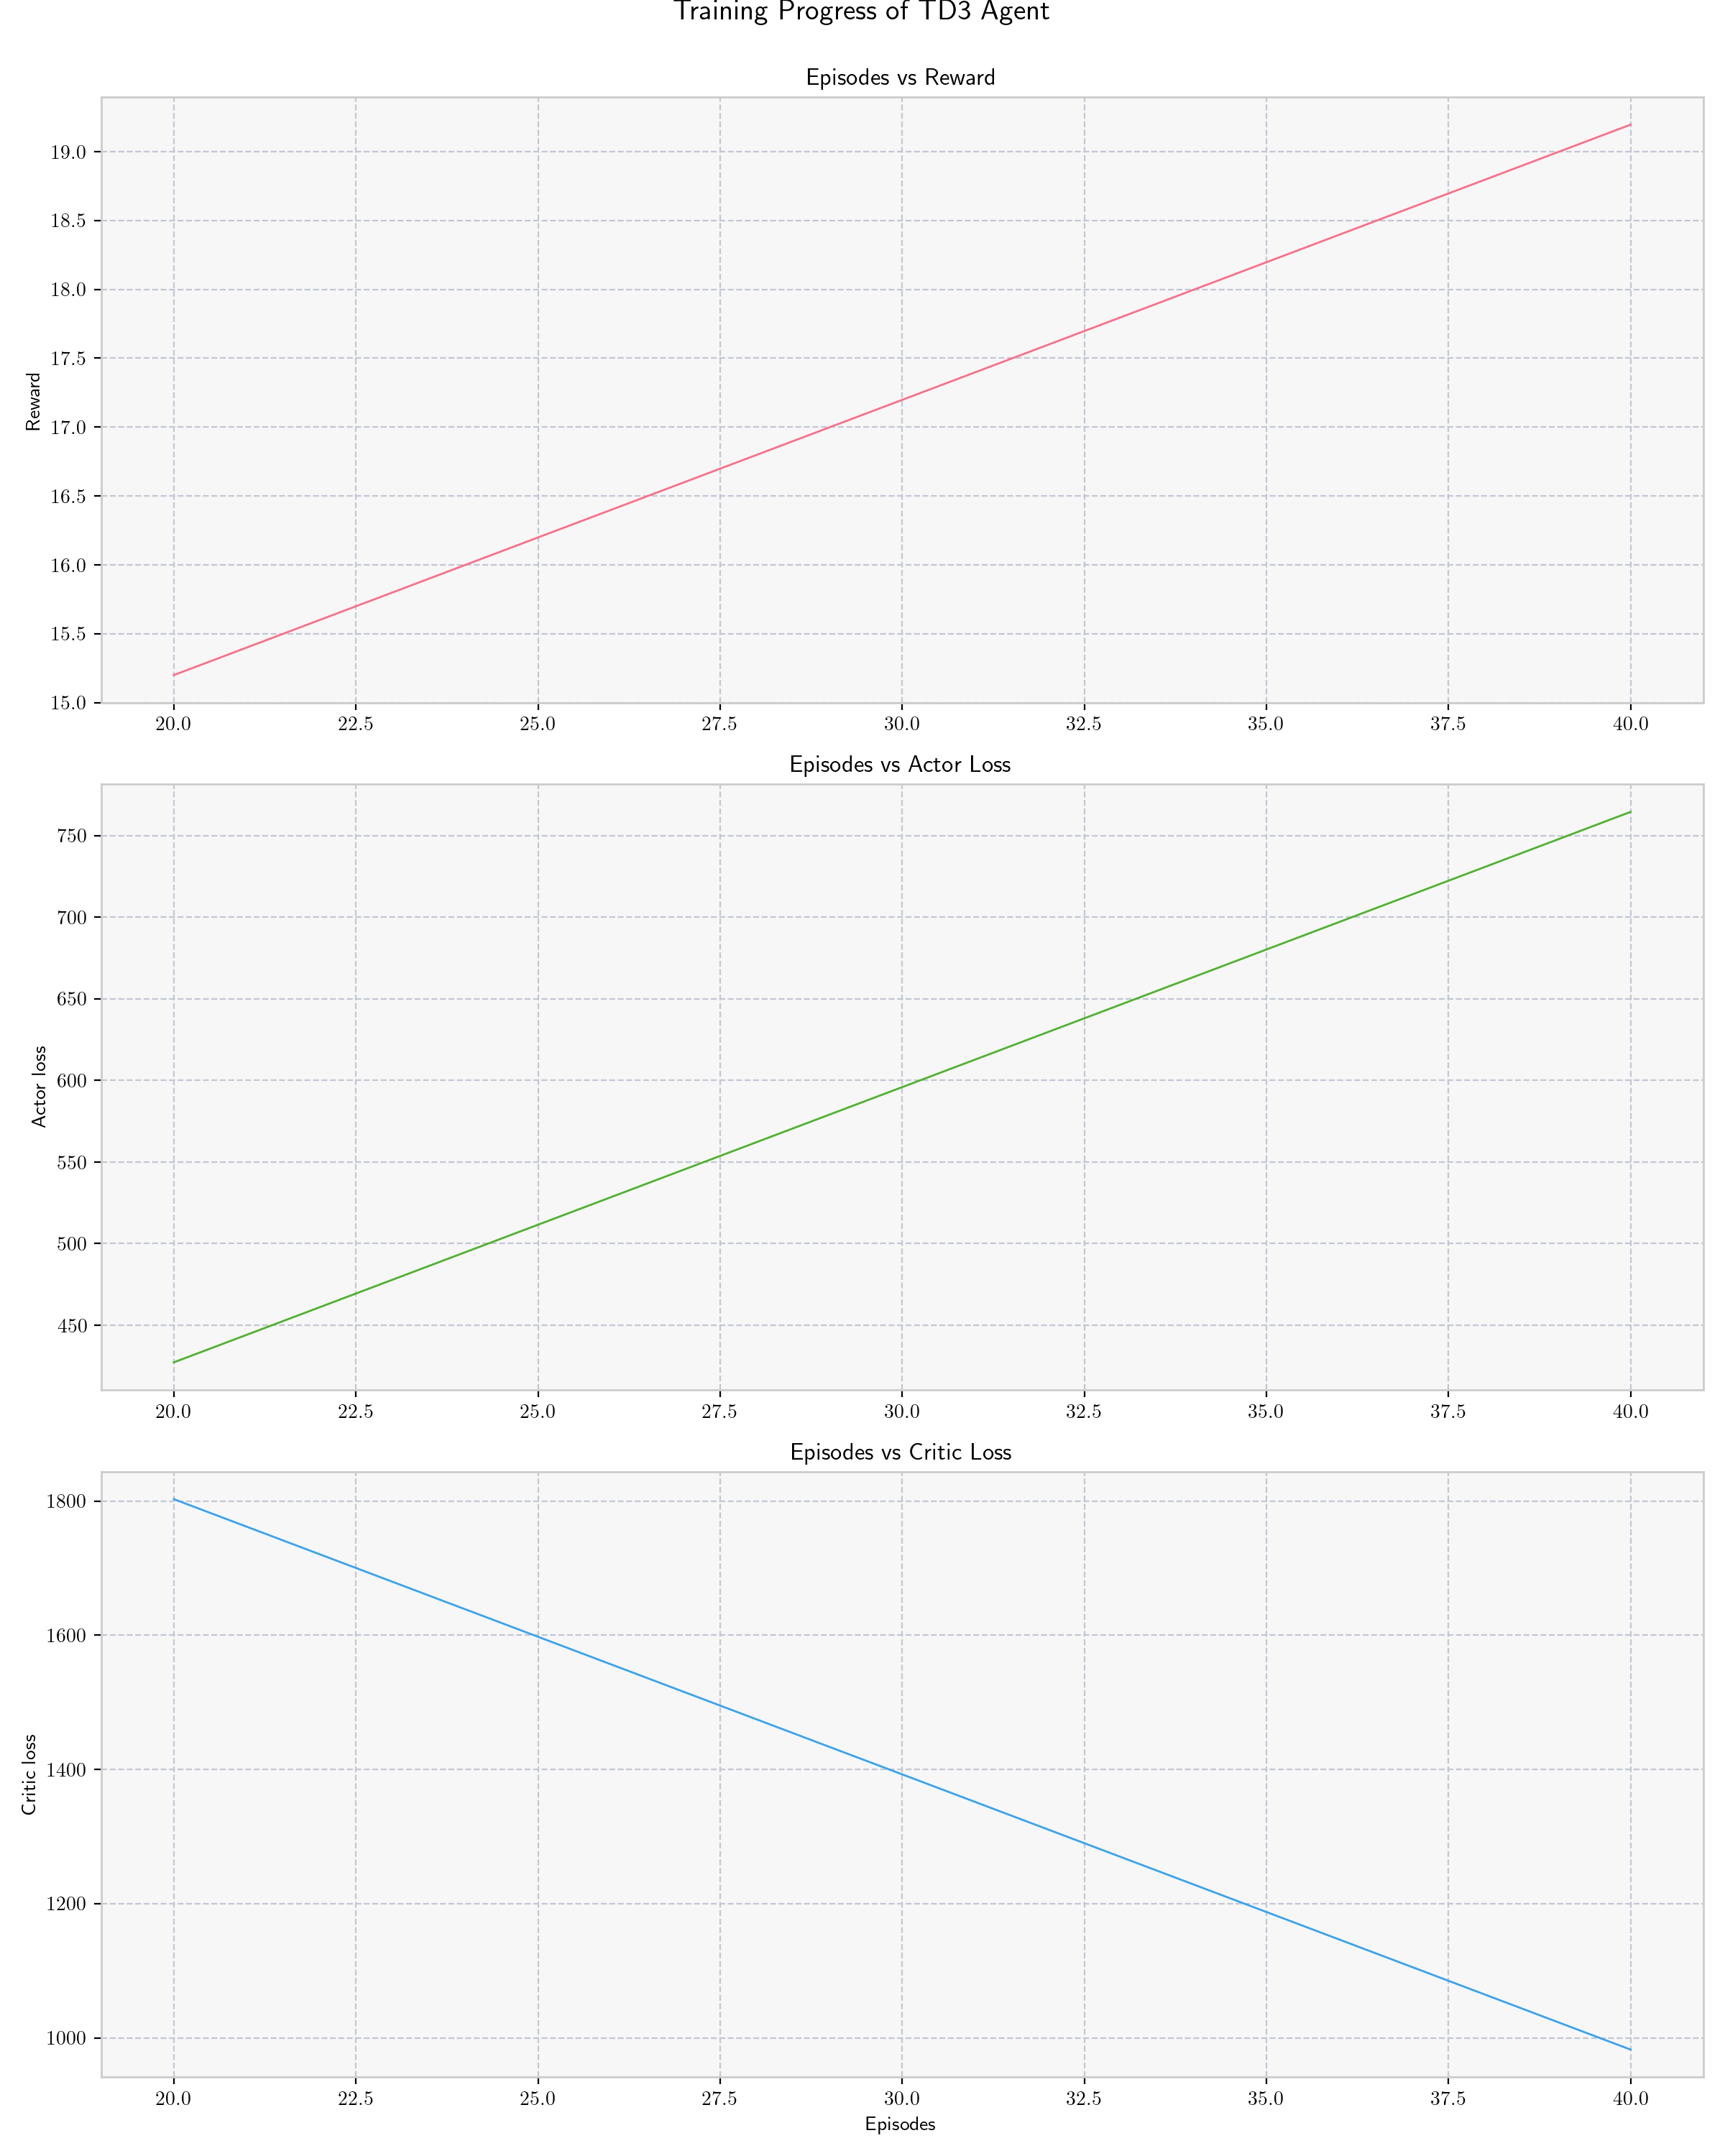 Training Progress of TD3 Agent
Episodes vs Reward
19.0
18.5
18.0
17.5
17.0
16.5
16.0
15.5
15.0
Reward
20.0 22.5 25.0 27.5 30.0 32.5 35.0 37.5 40.0
Episodes vs Actor Loss
750
700
650
600
550
500
450
Actor loss
20.0 22.5 25.0 27.5 30.0 32.5 35.0 37.5 40.0
Episodes vs Critic Loss
1800
1600
1400
1200
1000
Critic loss
20.0 22.5 25.0 27.5 30.0 32.5 35.0 37.5 40.0
Episodes